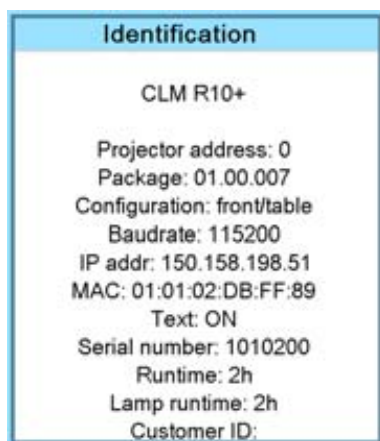 Identification
CLM R10+
Projector address: 0
Package: 01.00.007
Configuration: front/table
Baudrate: 115200
IP addr: 150.158.198.51
MAC: 01:01:02:DB:FF:89
Text: ON
Serial number: 1010200
Runtime: 2h
Lamp runtime: 2h
Customer ID: